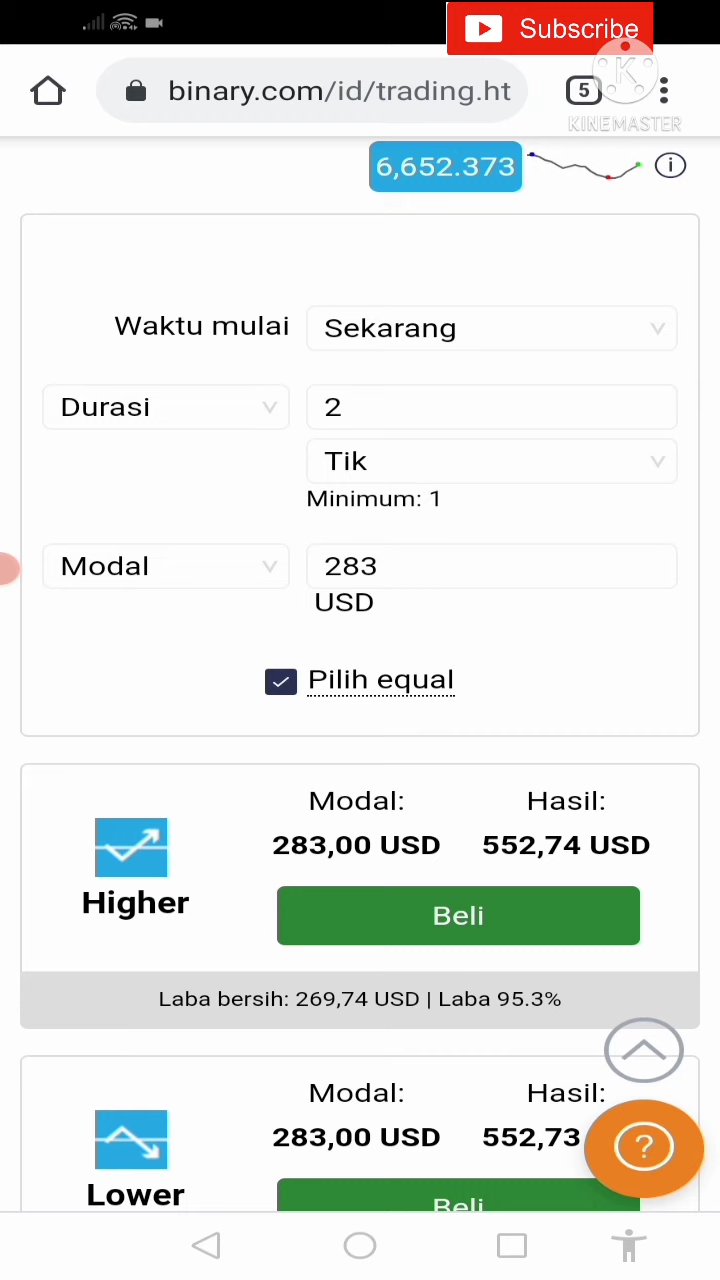 Subscribe
binary.com/id/trading.ht
5
K
KINEMASTER
6,652.373
i
Waktu mulai
Sekarang
Durasi
2
Tik
Minimum: 1
Modal
283
USD
Pilih equal
Modal:
Hasil:
283,00 USD
552,74 USD
Higher
Beli
Laba bersih: 269,74 USD | Laba 95.3%
Modal:
Hasil:
283,00 USD
552,73
?
Lower
Beli